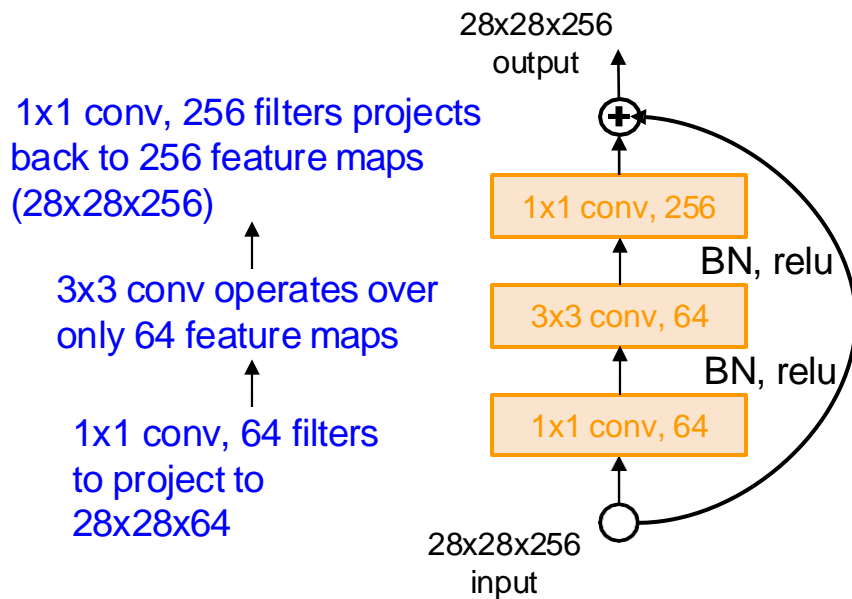 28x28x256
output
1x1 conv, 256 filters projects
back to 256 feature maps
(28x28x256)
3x3 conv operates over
only 64 feature maps
1x1 conv, 64 filters
to project to
28x28x64
1x1 conv, 256
BN, relu
3x3 conv, 64
BN, relu
1x1 conv, 64
28x28x256
input